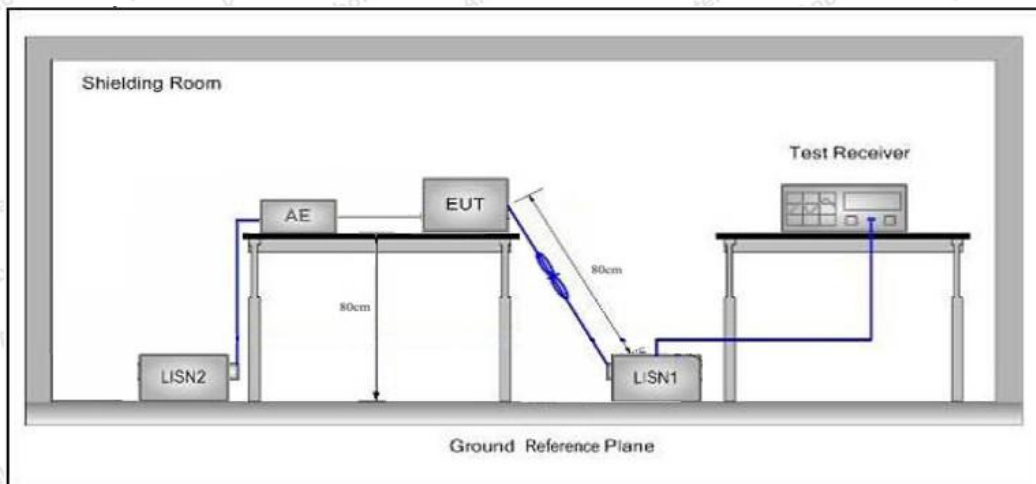 Shielding Room
Test Receiver
AE
EUT
80cm
80cm
LISN2
LISN1
Ground Reference Plane